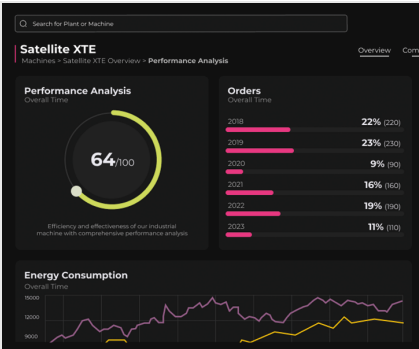 Search for Plant or Machine
Satellite XTE
Machines > Satellite XTE Overview > Performance Analysis
Overview Com
Performance Analysis
Overall Time
64/100
Efficiency and effectiveness of our industrial
machine with comprehensive performance analysis
Orders
Overall Time
2018 22% (220)
2019 23% (230)
2020 9% (90)
2021 16% (160)
2022 19% (190)
2023 11% (110)
Energy Consumption
Overall Time
15000
12000
9000